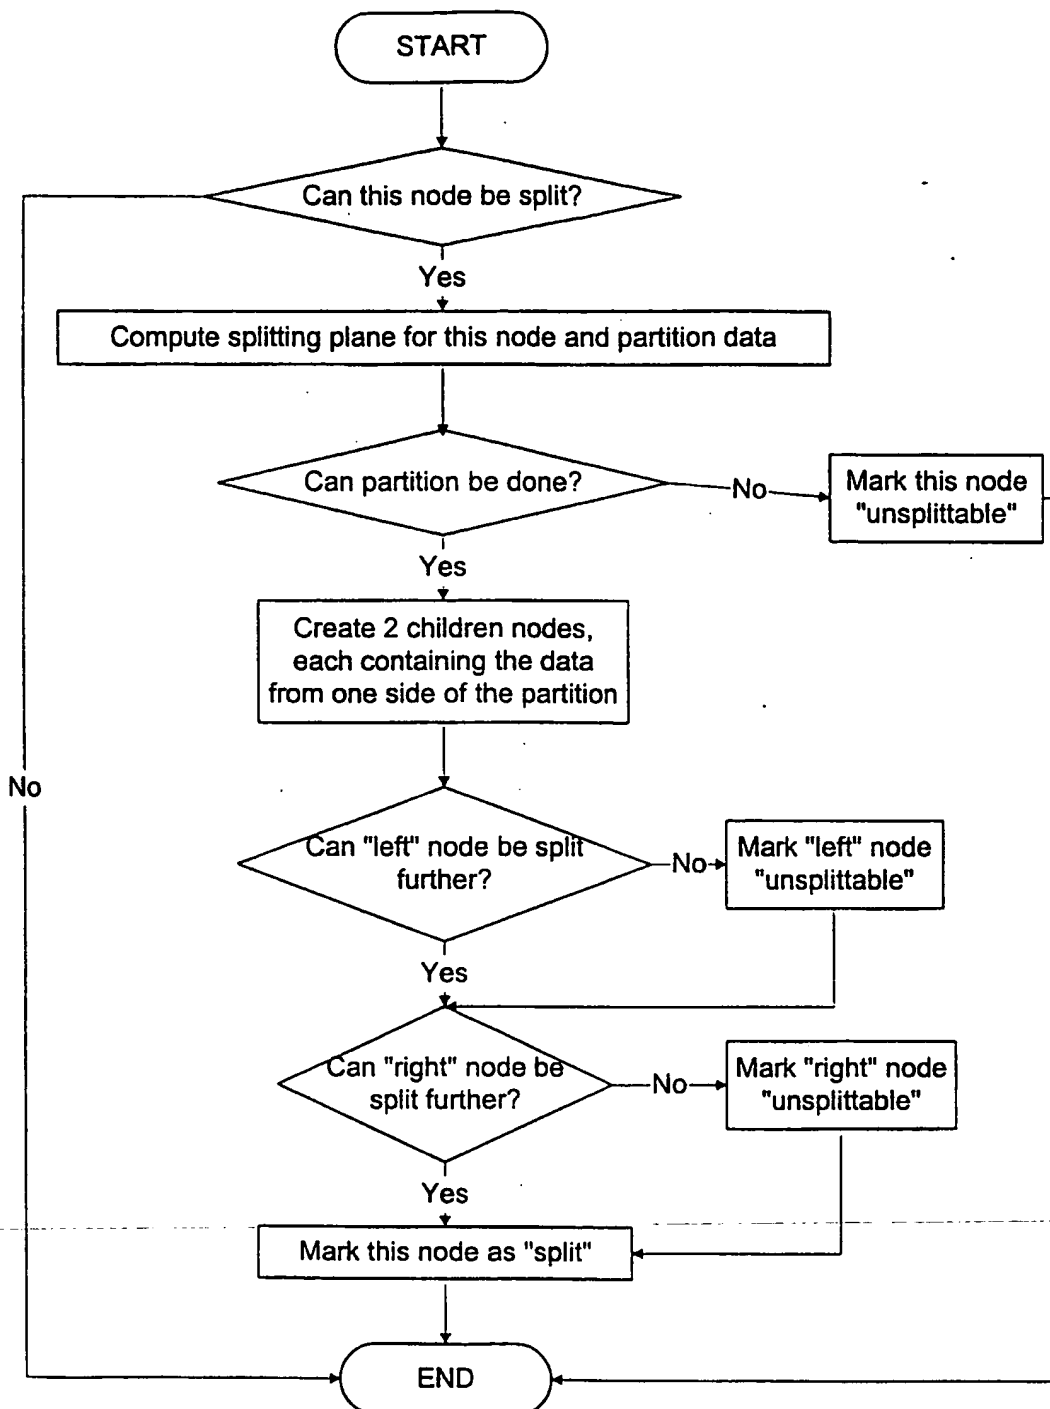 START
Can this node be split?
Yes
Compute splitting plane for this node and partition data
Can partition be done?
No
Mark this node
"unsplittable"
Yes
Create 2 children nodes,
each containing the data
from one side of the partition
No
Can "left" node be split
further?
No
Mark "left" node
"unsplittable"
Yes
Can "right" node be
split further?
No
Mark "right" node
"unsplittable"
Yes
Mark this node as "split"
END